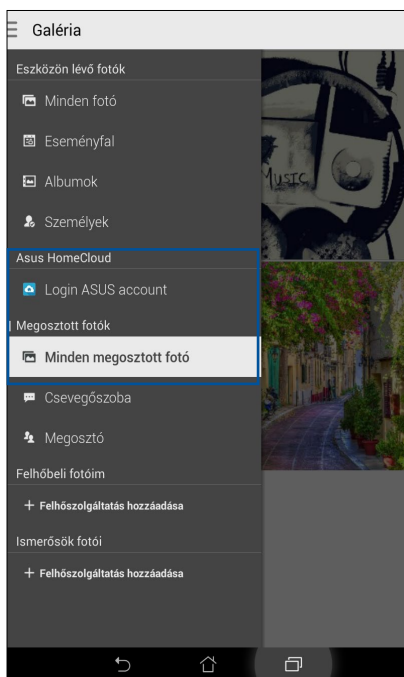 Galéria
Eszközön lévő fotók
Minden fotó
Eseményfal
Albumok
Személyek
Asus HomeCloud
Login ASUS account
Megosztott fotók
Minden megosztott fotó
Csevegőszoba
Megosztó
Felhőbeli fotóim
+ Felhőszolgáltatás hozzáadása
Ismerősök fotói
+ Felhőszolgáltatás hozzáadása
Music